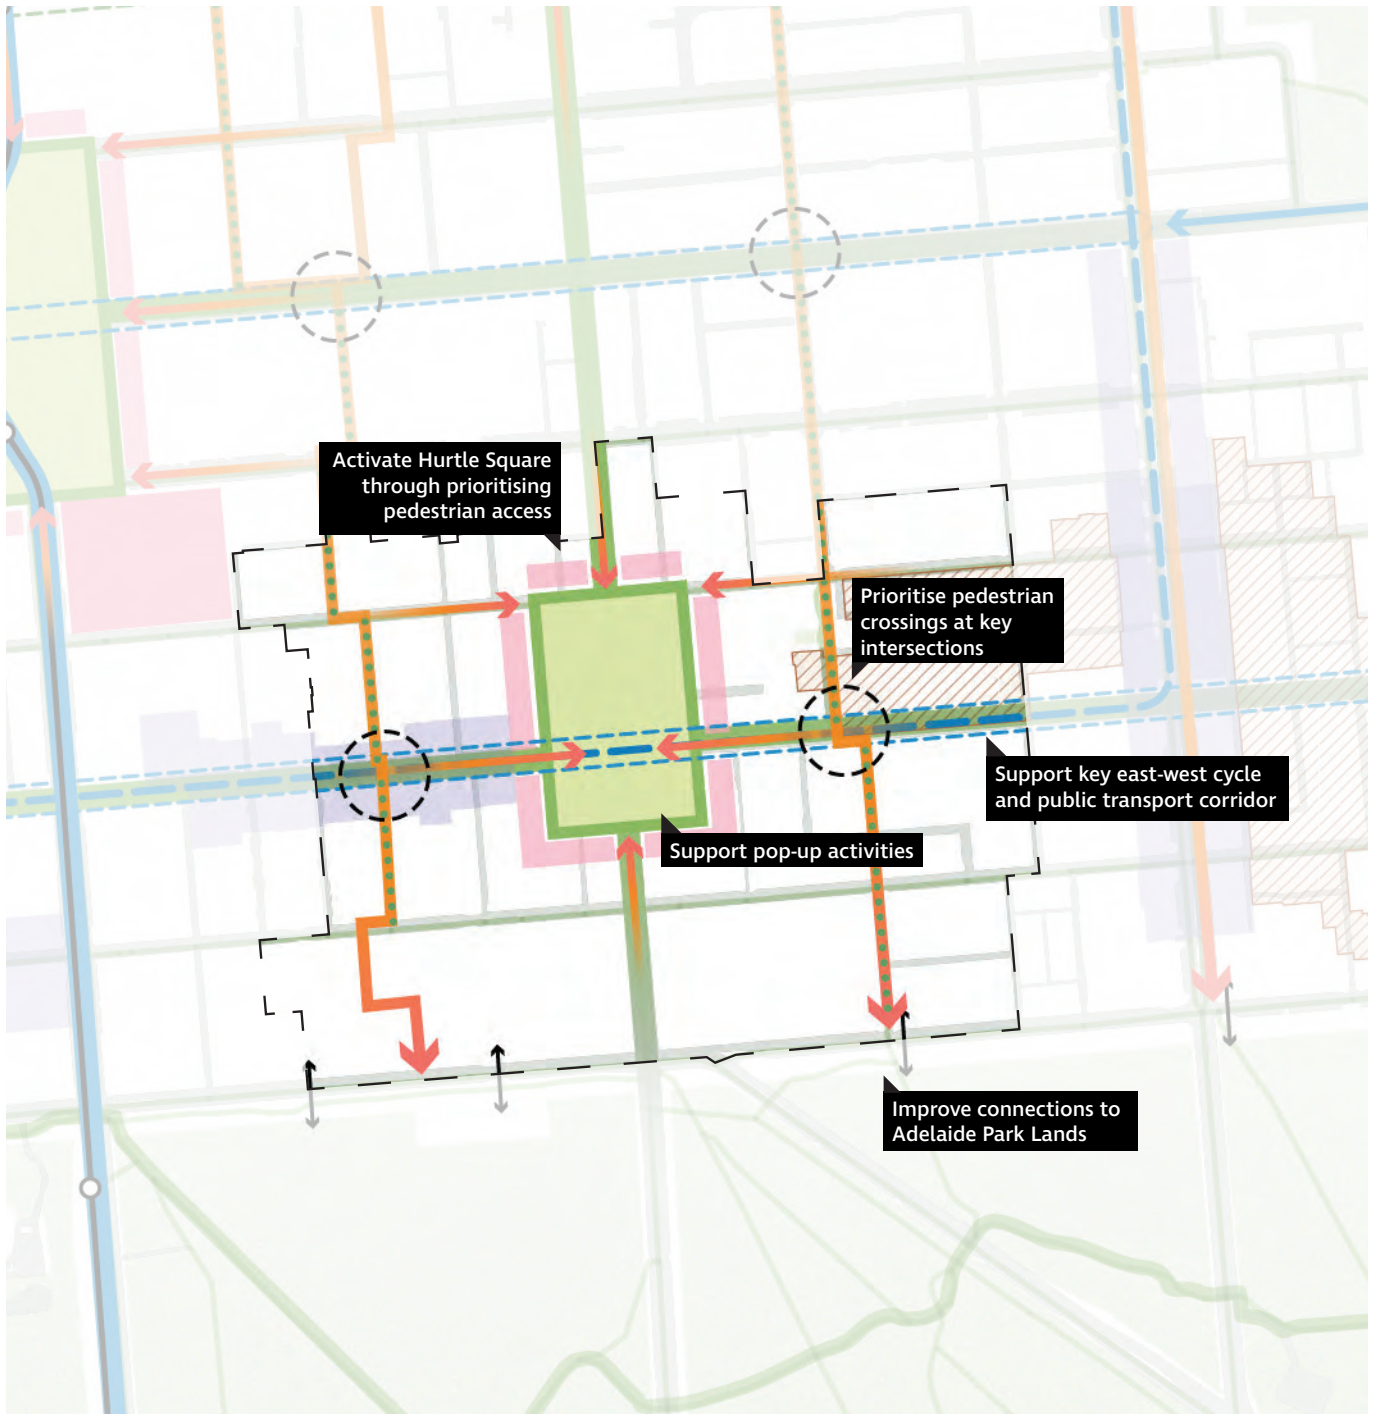 Activate Hurtle Square
through prioritising
pedestrian access
Prioritise pedestrian
crossings at key
intersections
Support key east-west cycle
and public transport corridor
Support pop-up activities
Improve connections to
Adelaide Park Lands